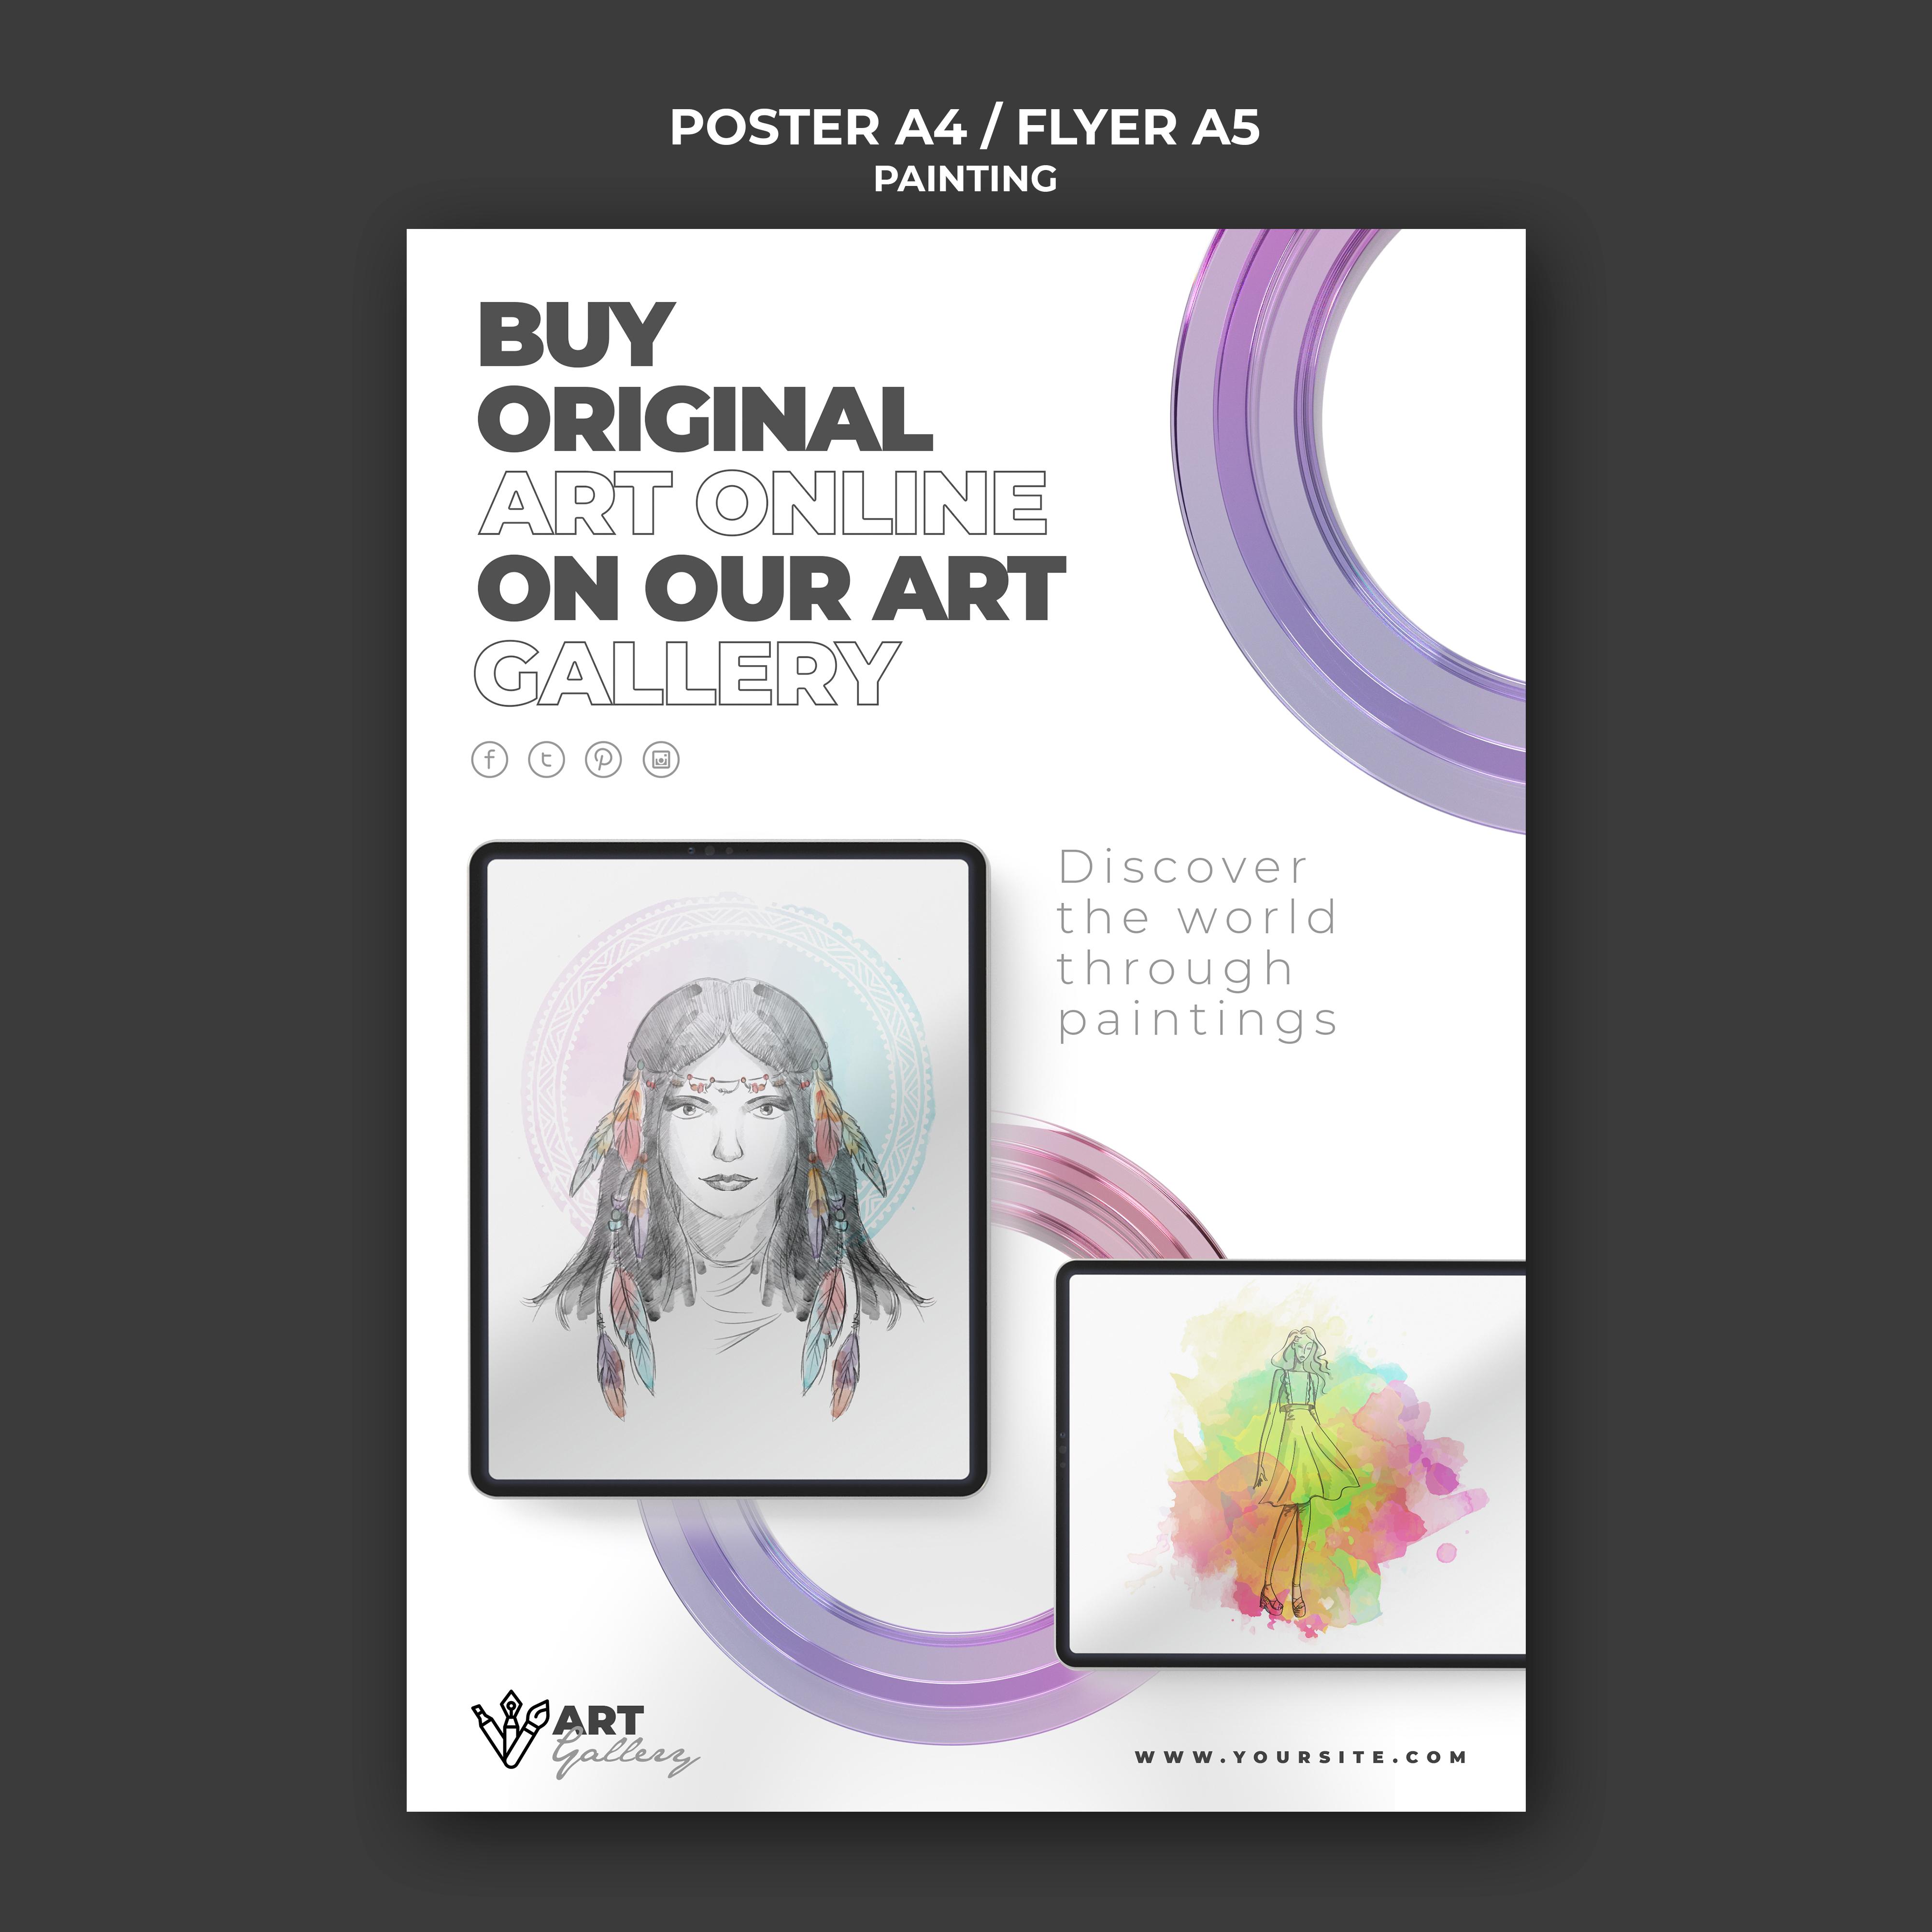 POSTER A4 / FLYER A5
PAINTING
BUY
ORIGINAL
ART ONLINE
ON OUR ART
GALLERY
Discover
the world
through
paintings
ART
Gallery
WWW.YOURSITE.COM